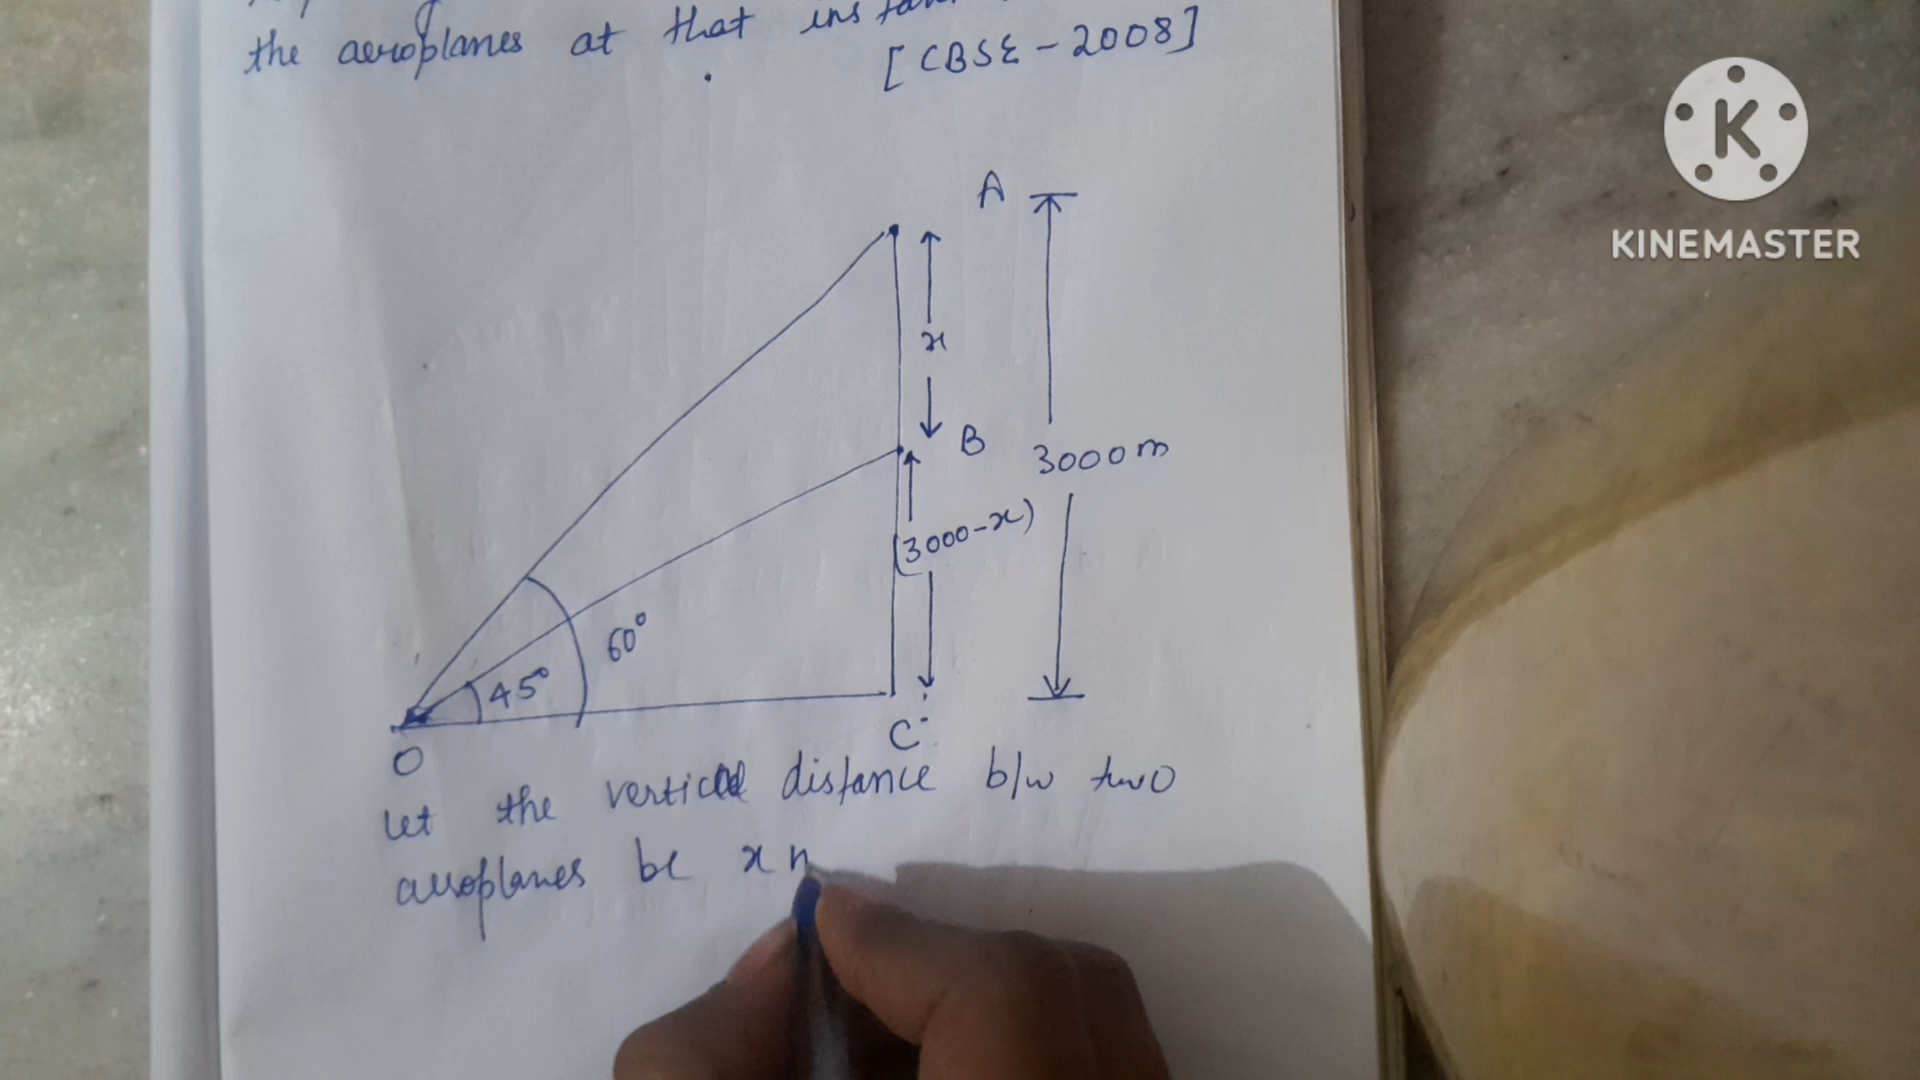 the aeroplanes at that
[CBSE - 2008]
K
KINEMASTER
A
x
B
3000m
(3000-x)
60°
45°
O
C
Let the vertical distance b/w two
aeroplanes be x